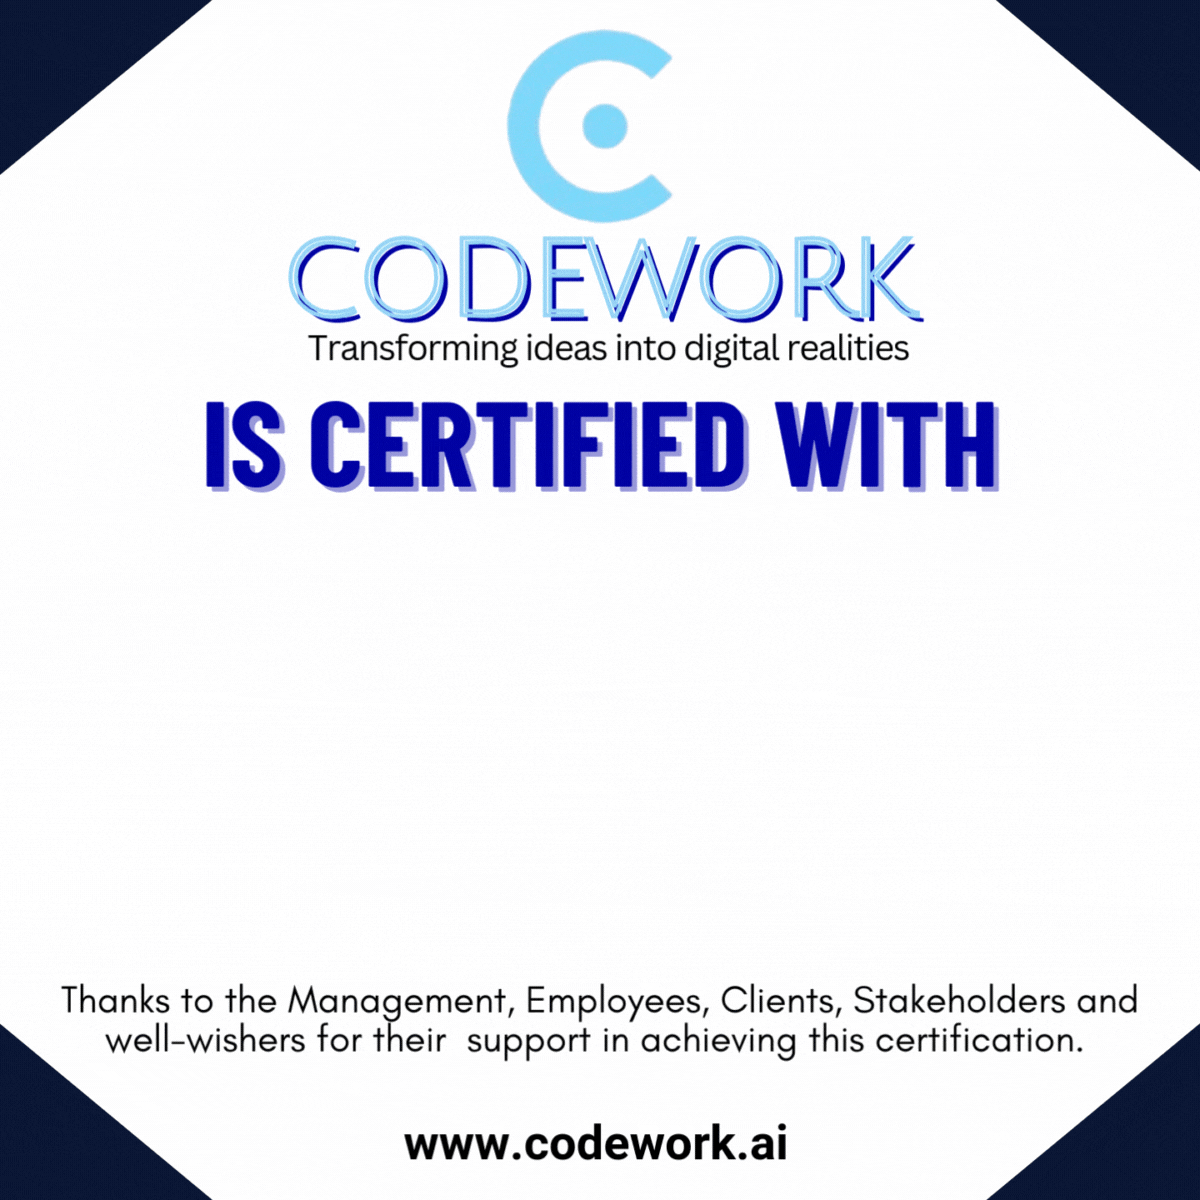 CODEWORK
Transforming ideas into digital realities
IS CERTIFIED WITH
Thanks to the Management, Employees, Clients, Stakeholders and
well-wishers for their  support in achieving this certification.
www.codework.ai